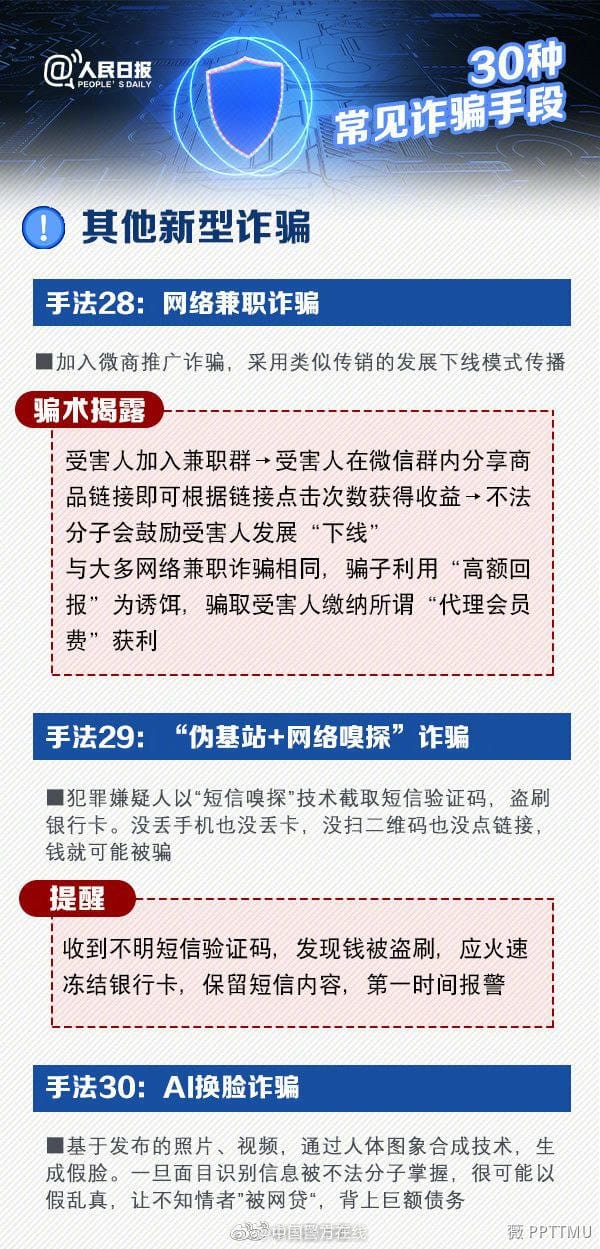 @人民日报
PEOPLE'S DAILY
30种
常见诈骗手段
! 其他新型诈骗
手法28：网络兼职诈骗
■加入微商推广诈骗，采用类似传销的发展下线模式传播
骗术揭露
受害人加入兼职群→受害人在微信群内分享商
品链接即可根据链接点击次数获得收益→不法
分子会鼓励受害人发展“下线”
与大多网络兼职诈骗相同，骗子利用“高额回
报”为诱饵，骗取受害人缴纳所谓“代理会员
费”获利
手法29：“伪基站+网络嗅探”诈骗
■犯罪嫌疑人以“短信嗅探”技术截取短信验证码，盗刷
银行卡。没丢手机也没丢卡，没扫二维码也没点链接，
钱就可能被骗
提醒
收到不明短信验证码，发现钱被盗刷，应火速
冻结银行卡，保留短信内容，第一时间报警
手法30：AI换脸诈骗
■基于发布的照片、视频，通过人体图象合成技术，生
成假脸。一旦面目识别信息被不法分子掌握，很可能以
假乱真，让不知情者”被网贷“，背上巨额债务
@中国警方在线
薇 PPTTMU